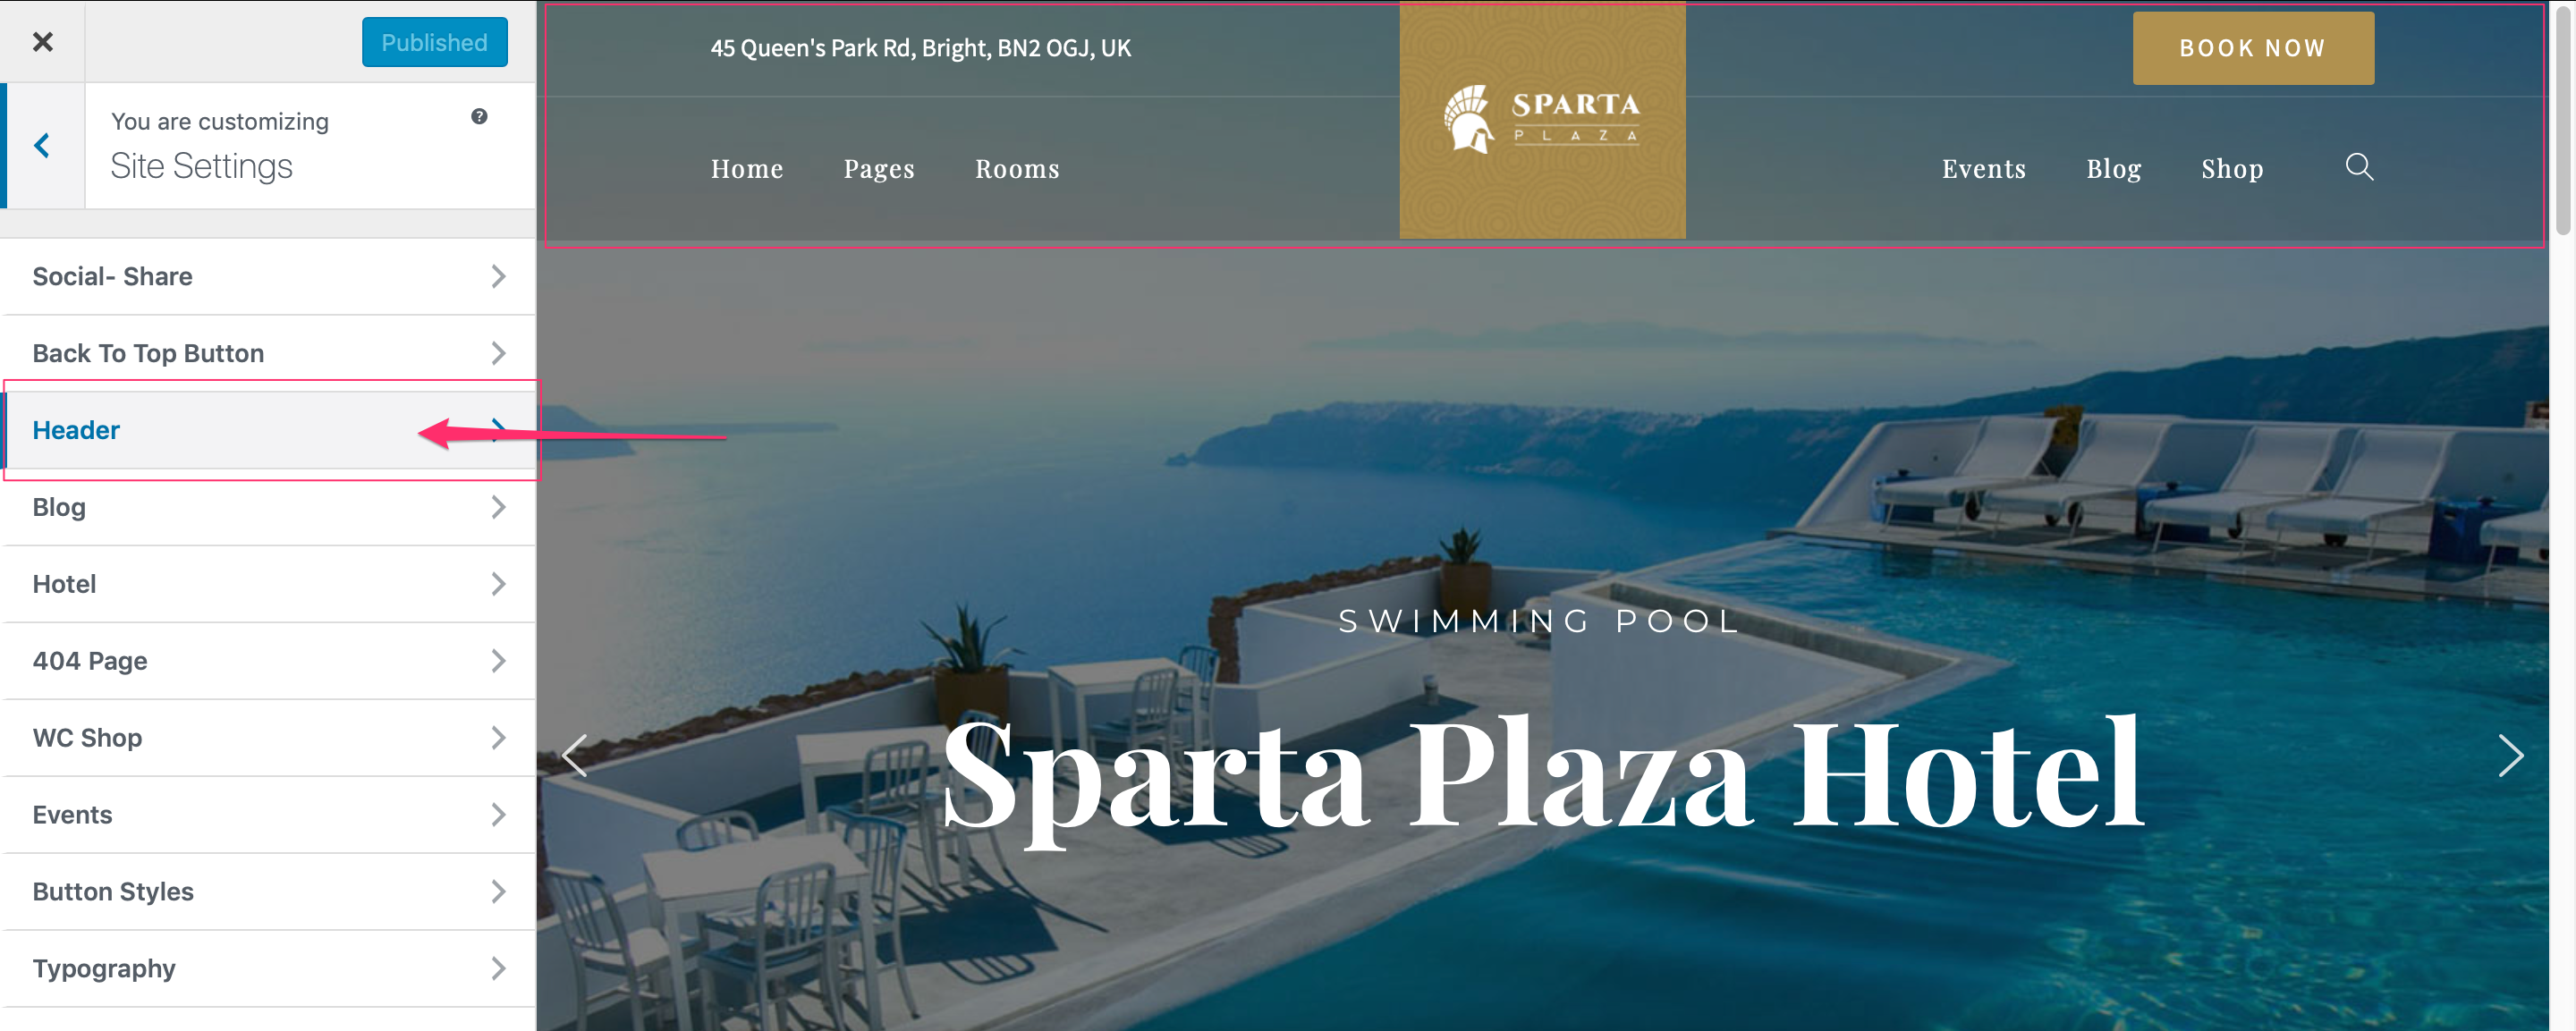 Published
You are customizing
Site Settings
Social- Share
Back To Top Button
Header
Blog
Hotel
404 Page
WC Shop
Events
Button Styles
Typography
45 Queen's Park Rd, Bright, BN2 OGJ, UK
SPARTA
PLAZA
BOOK NOW
Home Pages Rooms
Events Blog Shop
SWIMMING POOL
Sparta Plaza Hotel